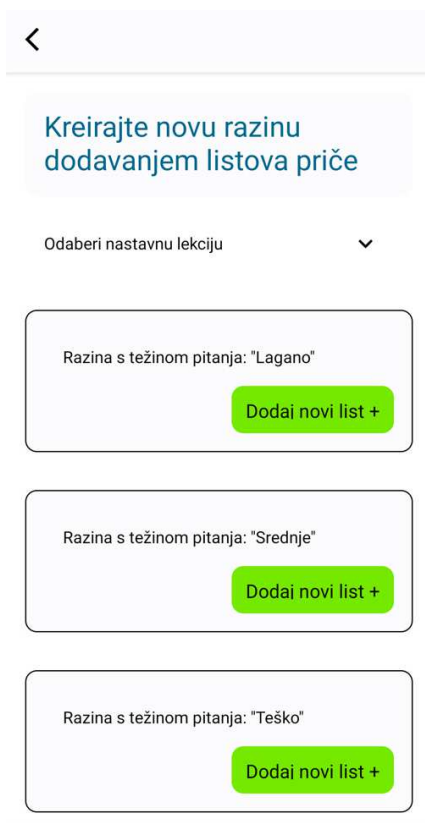 Kreirajte novu razinu
dodavanjem listova priče
Odaberi nastavnu lekciju
Razina s težinom pitanja: "Lagano"
Dodaj novi list +
Razina s težinom pitanja: "Srednje"
Dodaj novi list +
Razina s težinom pitanja: "Teško"
Dodaj novi list +